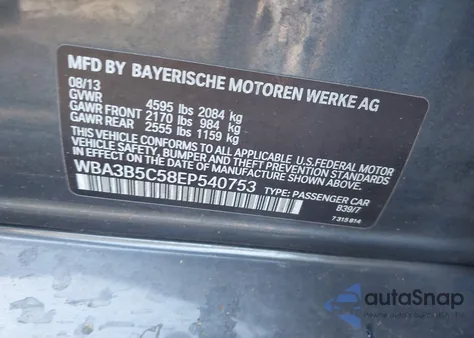 MFD BY BAYERISCHE MOTOREN WERKE AG
08/13
GVWR 4595 lbs 2084 kg
GAWR FRONT 2170 lbs 984 kg
GAWR REAR 2555 lbs 1159 kg
THIS VEHICLE CONFORMS TO ALL APPLICABLE U.S. FEDERAL MOTOR
VEHICLE SAFETY, BUMPER, AND THEFT PREVENTION STANDARDS
IN EFFECT ON THE DATE OF MANUFACTURE SHOWN ABOVE.
WBA3B5C58EP540753 TYPE: PASSENGER CAR
B39/7
7 315 814
autoSnap